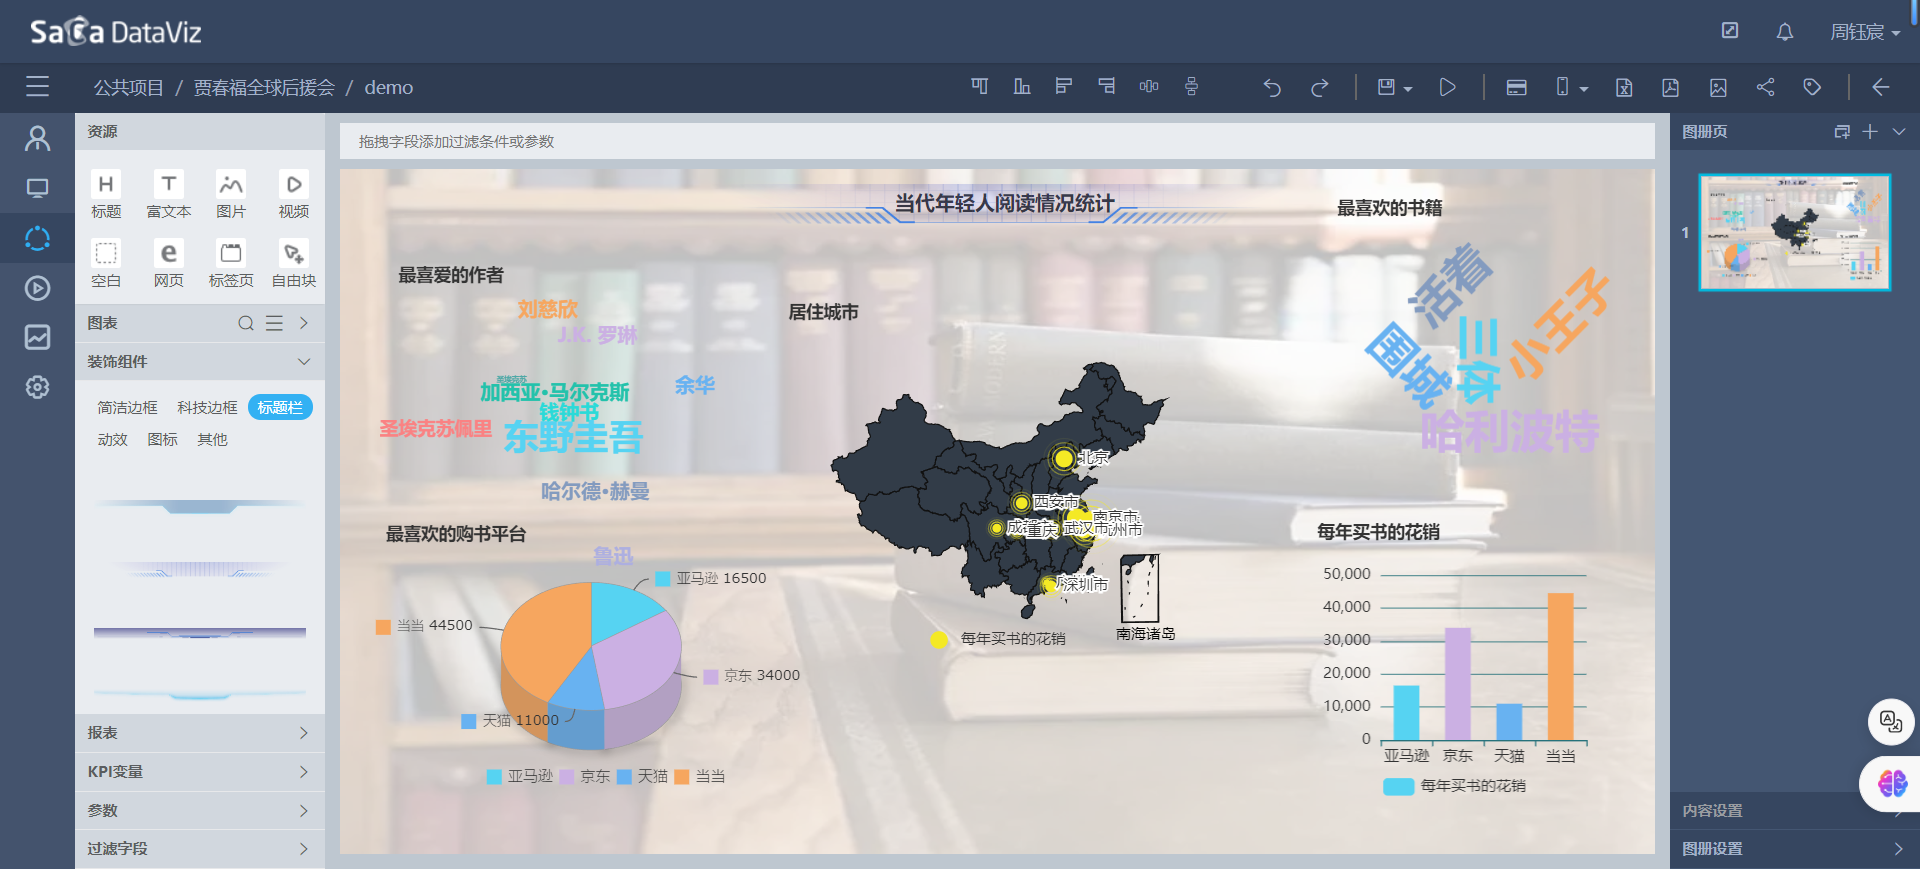 SaCa DataViz
周钰宸
公共项目 / 贾春福全球后援会 / demo
资源
H T
标题 富文本 图片 视频
e
空白 网页 标签页 自由块
图表
装饰组件
简洁边框 科技边框 标题栏
动效 图标 其他
报表
KPI变量
参数
过滤字段
拖拽字段添加过滤条件或参数
当代年轻人阅读情况统计
最喜爱的作者
刘慈欣
J.K. 罗琳
加西亚·马尔克斯
余华
钱钟书
圣埃克苏佩里
东野圭吾
哈尔德·赫曼
鲁迅
居住城市
北京
西安市
南京市
重庆
武汉市
州市
深圳市
南海诸岛
每年买书的花销
最喜欢的书籍
活着
小王子
围城
三体
哈利波特
最喜欢的购书平台
亚马逊 16500
当当 44500
京东 34000
天猫 11000
亚马逊 京东 天猫 当当
每年买书的花销
50,000
40,000
30,000
20,000
10,000
0
亚马逊 京东 天猫 当当
每年买书的花销
图册页
1
内容设置
图册设置